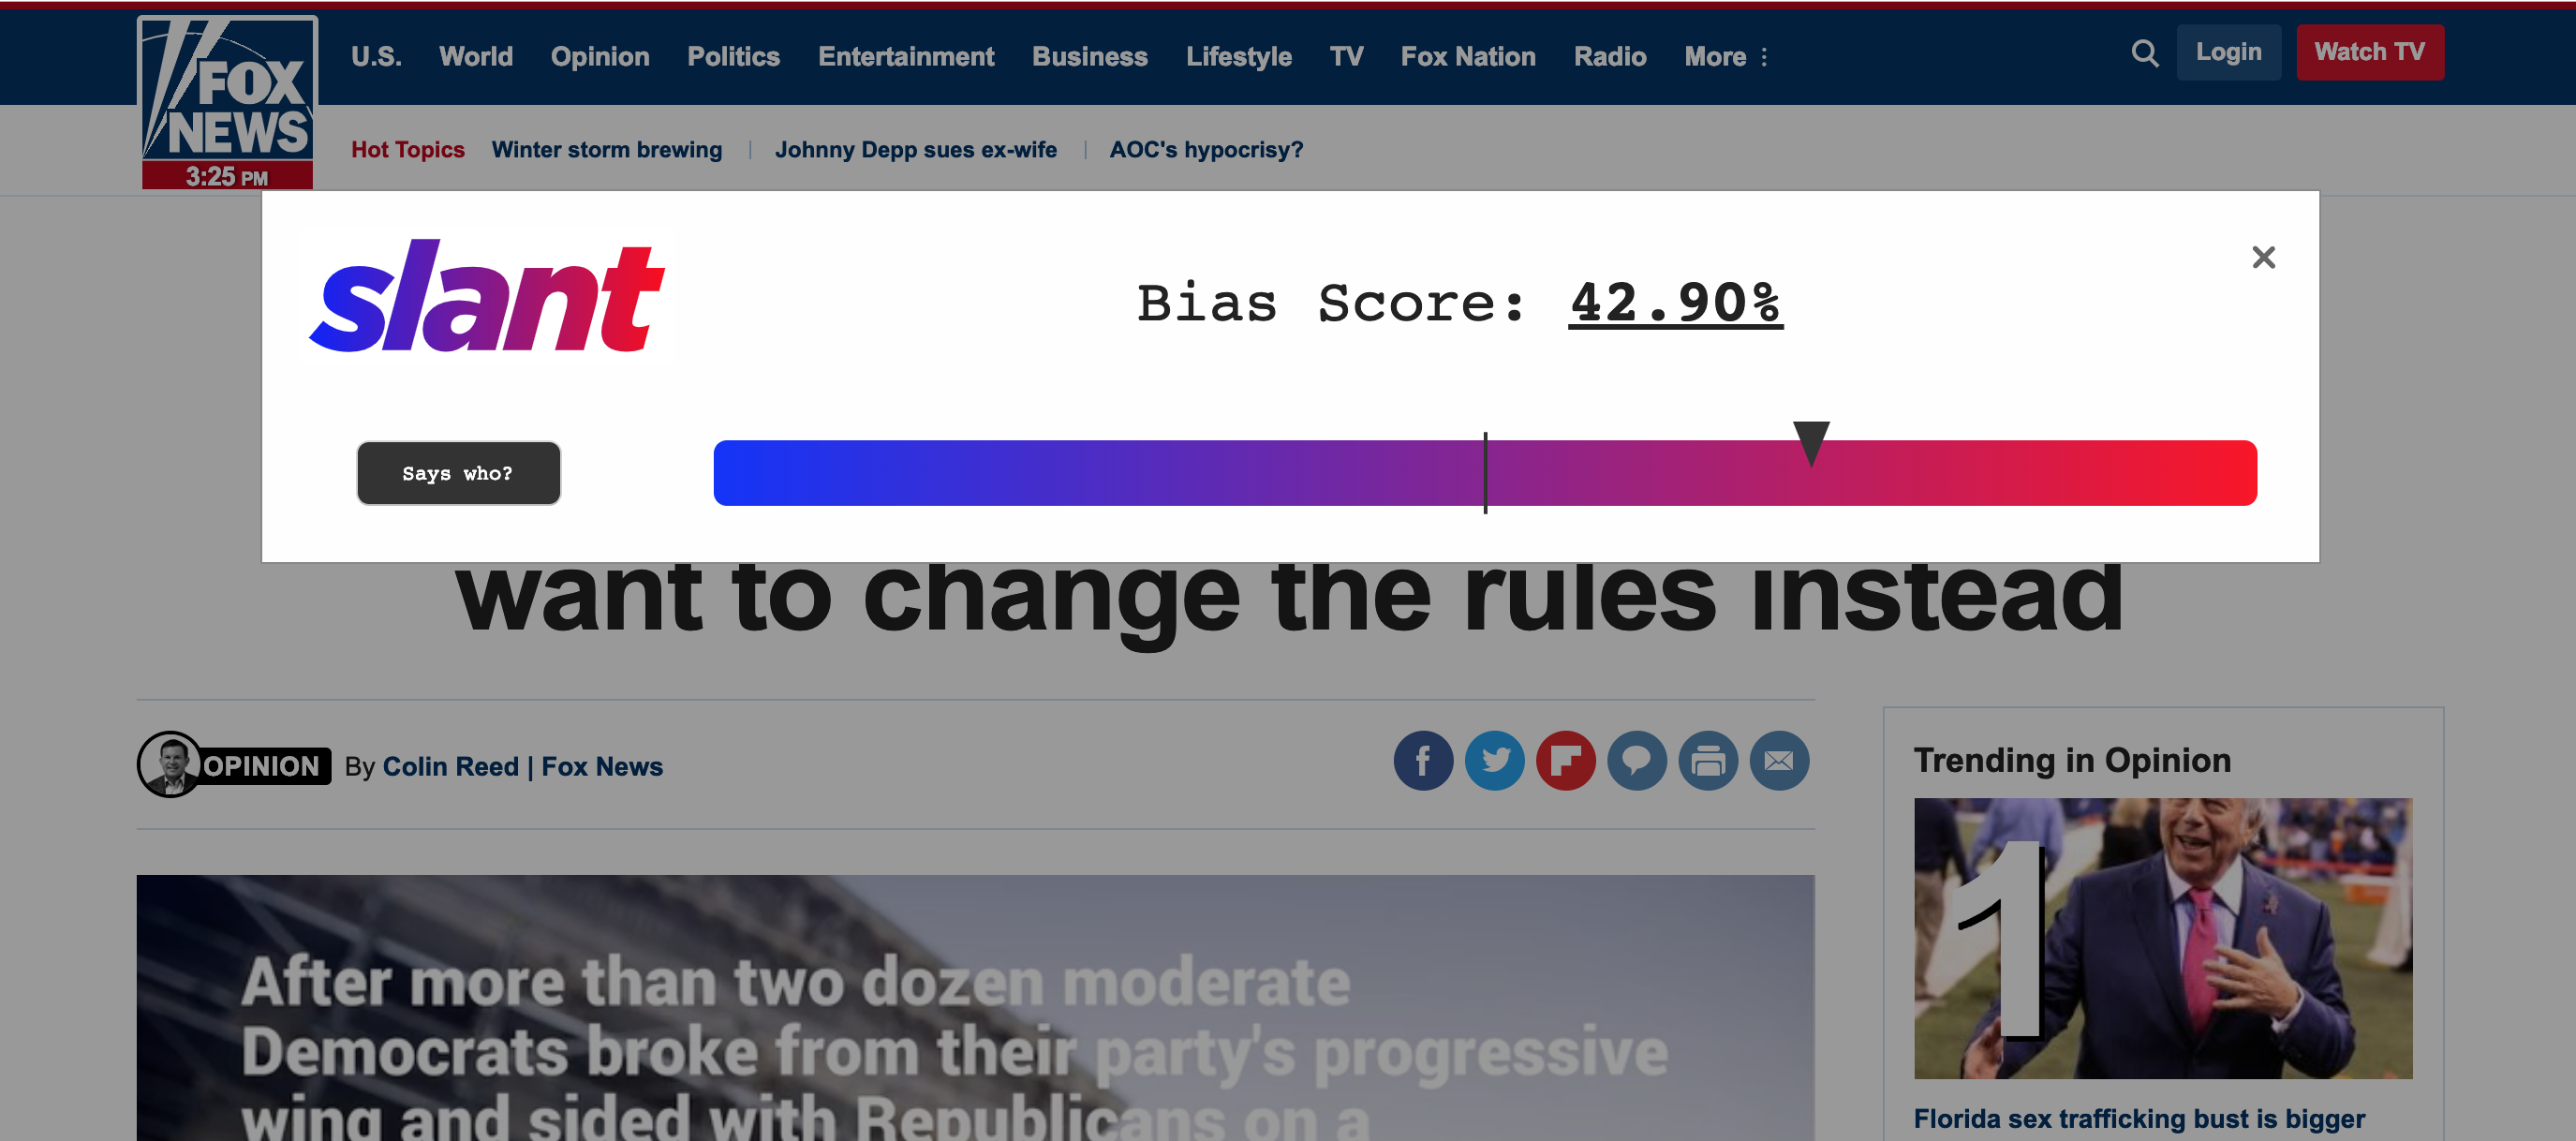 FOX
NEWS
3:25 PM
U.S. World Opinion Politics Entertainment Business Lifestyle TV Fox Nation Radio More
Login
Watch TV
Hot Topics Winter storm brewing | Johnny Depp sues ex-wife | AOC's hypocrisy?
slant
Bias Score: 42.90%
Says who?
want to change the rules instead
OPINION By Colin Reed | Fox News
Trending in Opinion
1
After more than two dozen moderate
Democrats broke from their party's progressive
wing and sided with Republicans on a
Florida sex trafficking bust is bigger